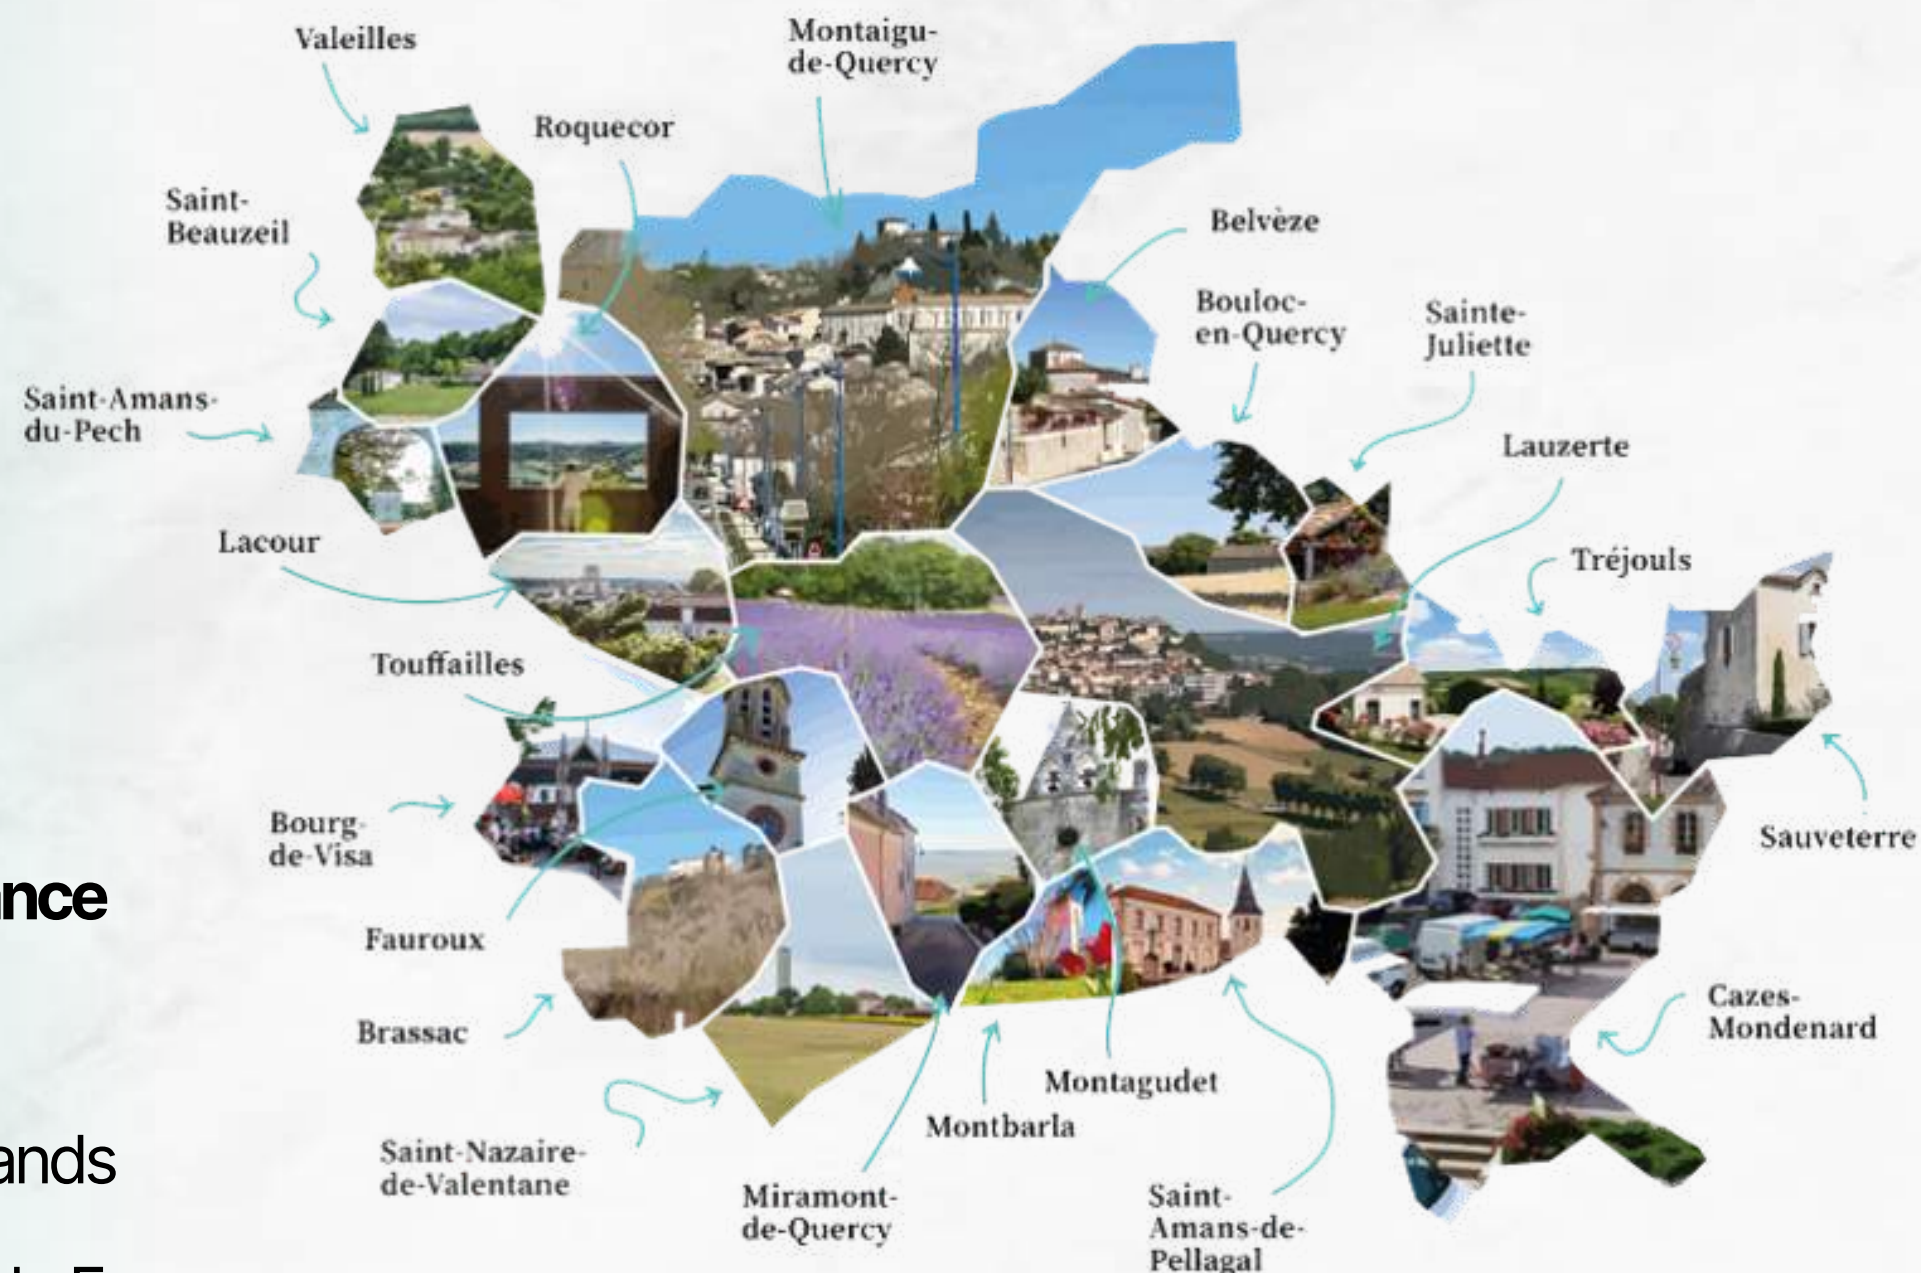 Valeilles
Montaigu-
de-Quercy
Roquecor
Saint-
Beauzeil
Belvèze
Bouloc-
en-Quercy
Sainte-
Juliette
Saint-Amans-
du-Pech
Lauzerte
Lacour
Tréjouls
Touffailles
Bourg-
de-Visa
Sauveterre
nce
Fauroux
Brassac
Cazes-
Mondenard
Montagudet
Montbarla
ands
Saint-Nazaire-
de-Valentane
Miramont-
de-Quercy
Saint-
Amans-de-
Pellagal